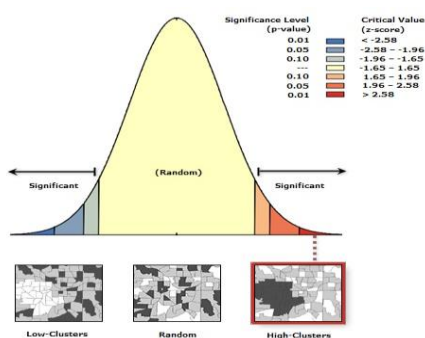 Significance Level Critical Value
(p-value) (z-score)
0.01 < -2.58
0.05 -2.58 – -1.96
0.10 -1.96 – -1.65
--- -1.65 – 1.65
0.10 1.65 – 1.96
0.05 1.96 – 2.58
0.01 > 2.58
(Random)
Significant Significant
Low-Clusters Random High-Clusters